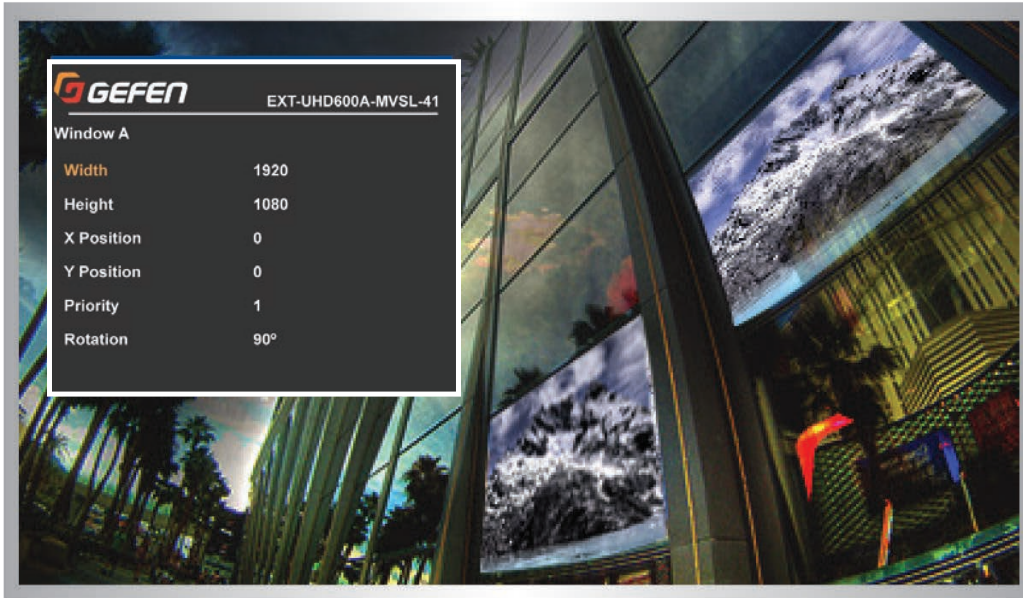 GEFEN
EXT-UHD600A-MVSL-41
Window A
Width 1920
Height 1080
X Position 0
Y Position 0
Priority 1
Rotation 90º